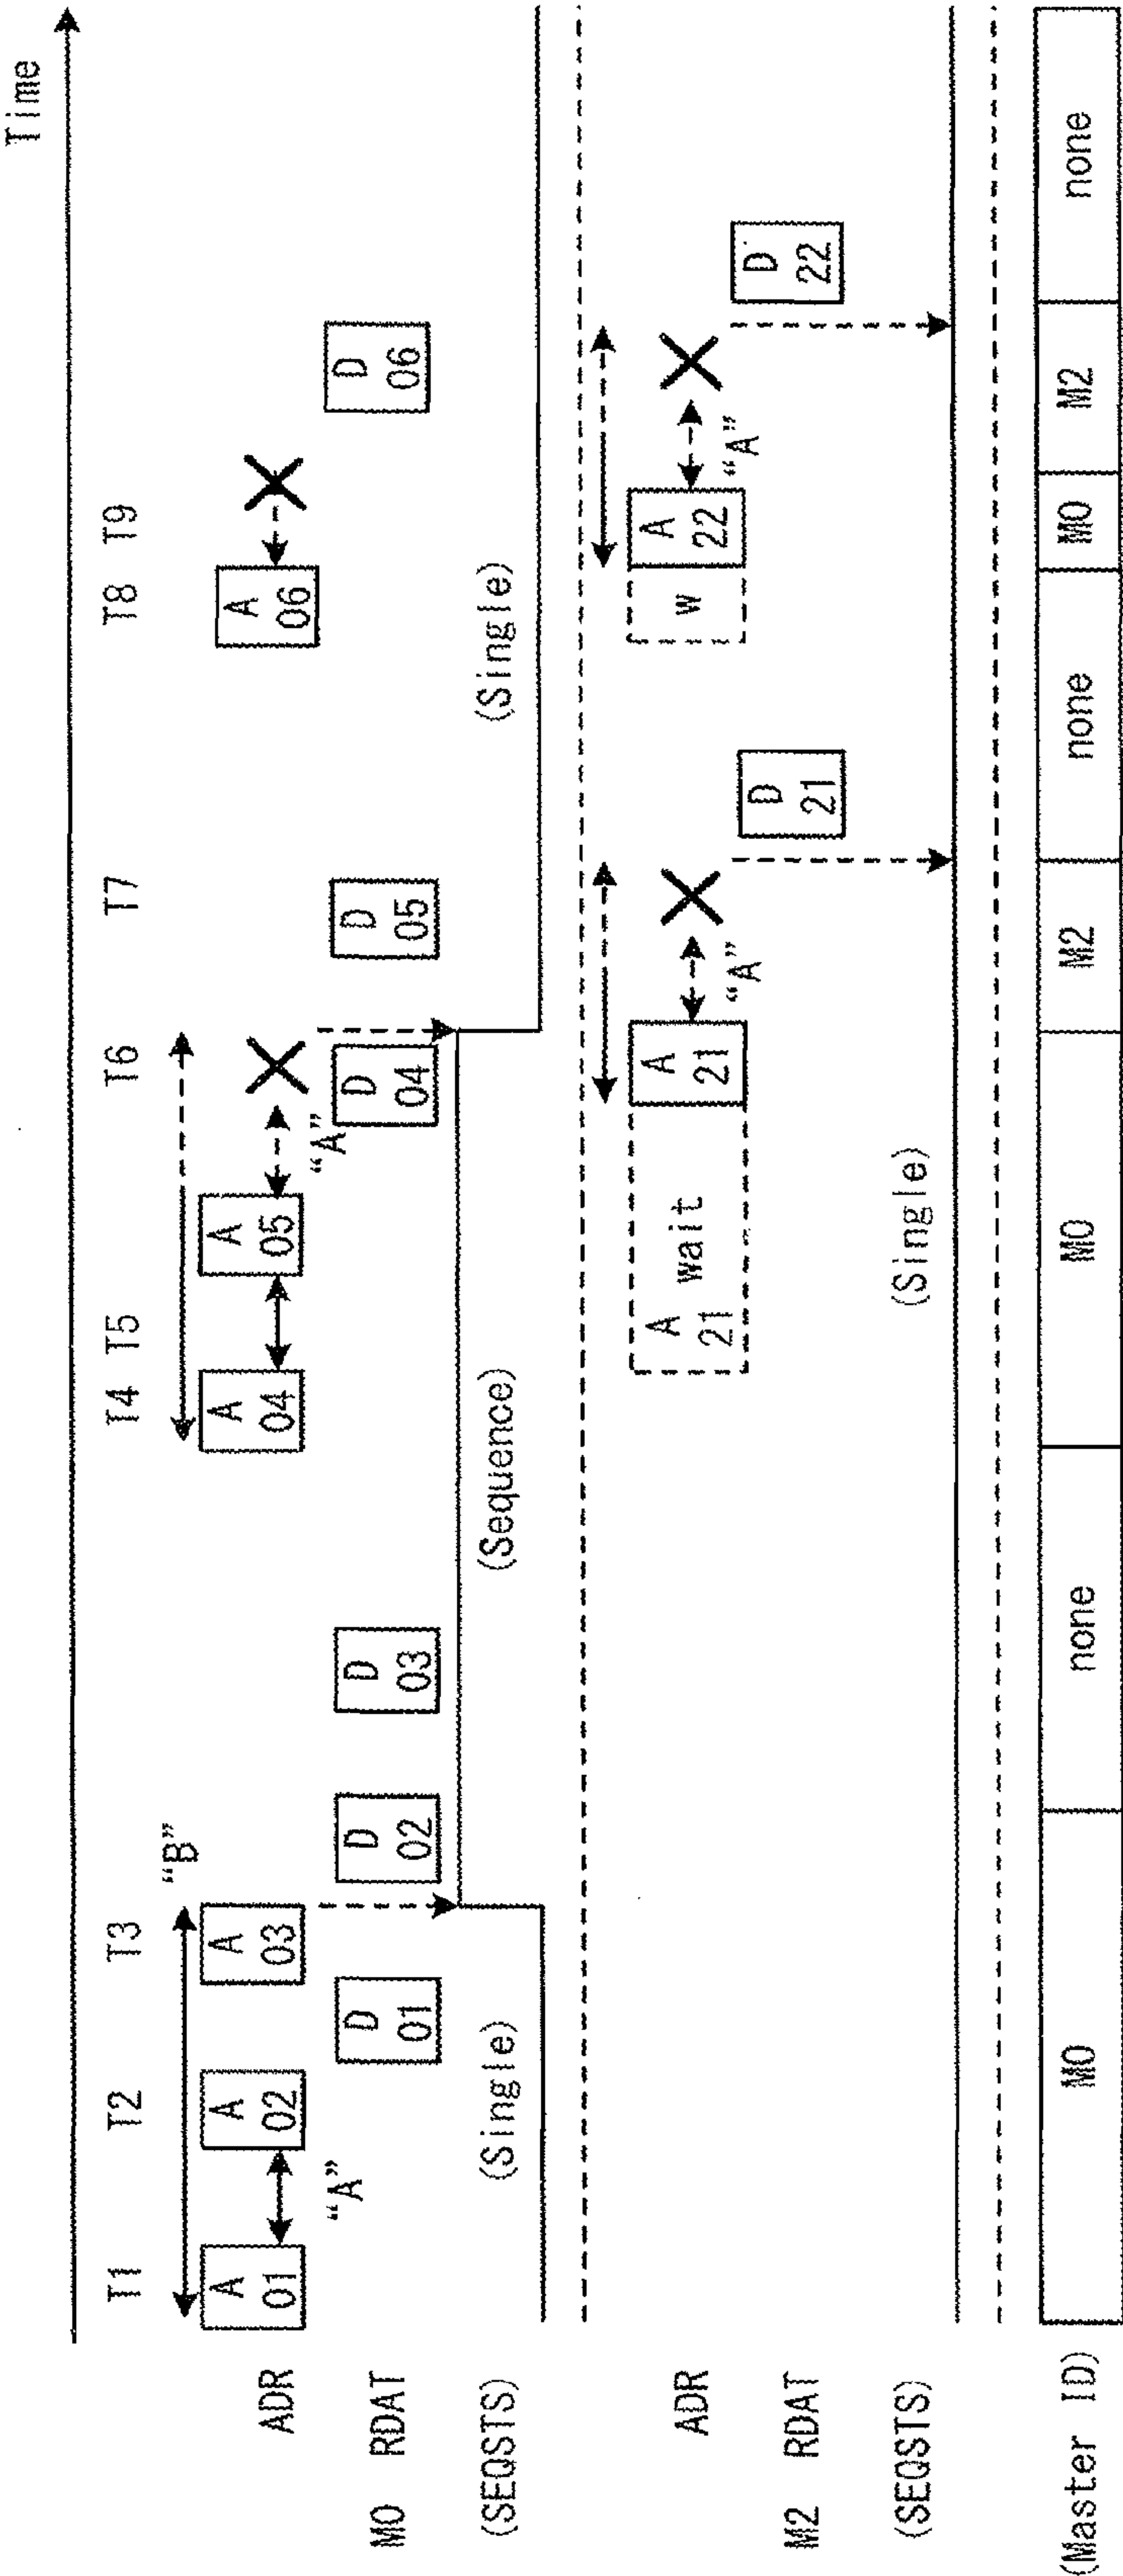 Time
T1 T2 T3 T4 T5 T6 T7 T8 T9
"B"
ADR
A 01
A 02
A 03
A 04
A 05
A 06
"A"
"A"
M0 RDAT
D 01
D 02
D 03
D 04
D 05
D 06
(SEQSTS)
(Single)
(Sequence)
(Single)
ADR
A 21 wait
A 21
w
A 22
"A"
"A"
M2 RDAT
D 21
D 22
(SEQSTS)
(Single)
(Master ID)
M0 none M0 M2 none M0 M2 none